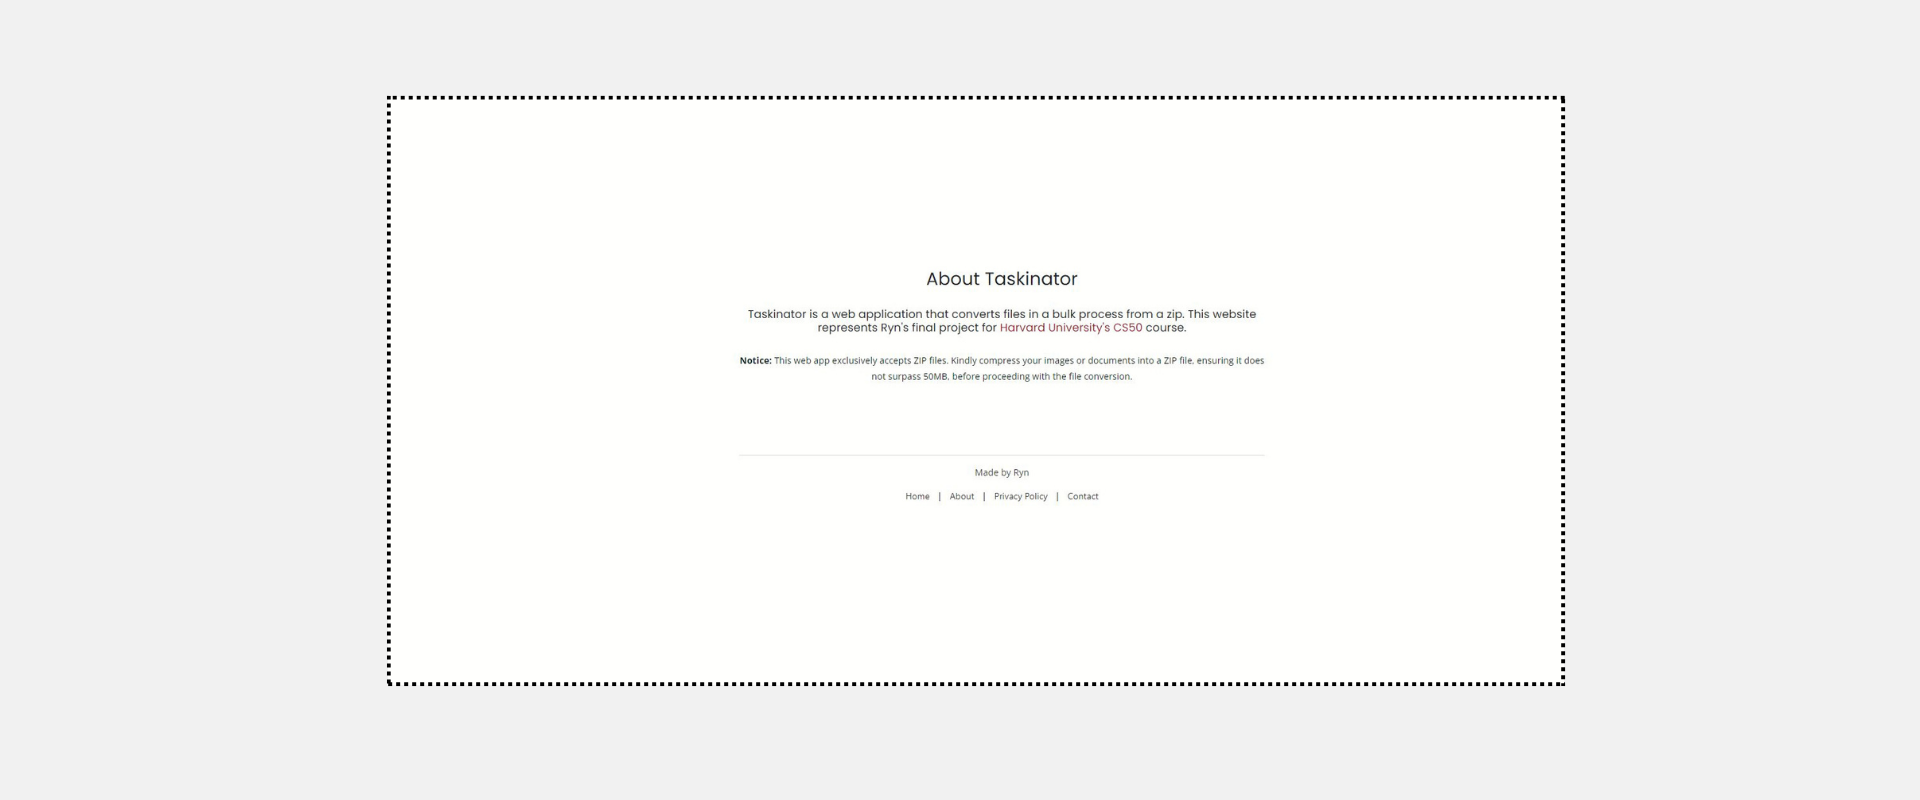 About Taskinator
Taskinator is a web application that converts files in a bulk process from a zip. This website
represents Ryn's final project for Harvard University's CS50 course.
Notice: This web app exclusively accepts ZIP files. Kindly compress your images or documents into a ZIP file, ensuring it does
not surpass 50MB, before proceeding with the file conversion.
Made by Ryn
Home | About | Privacy Policy | Contact